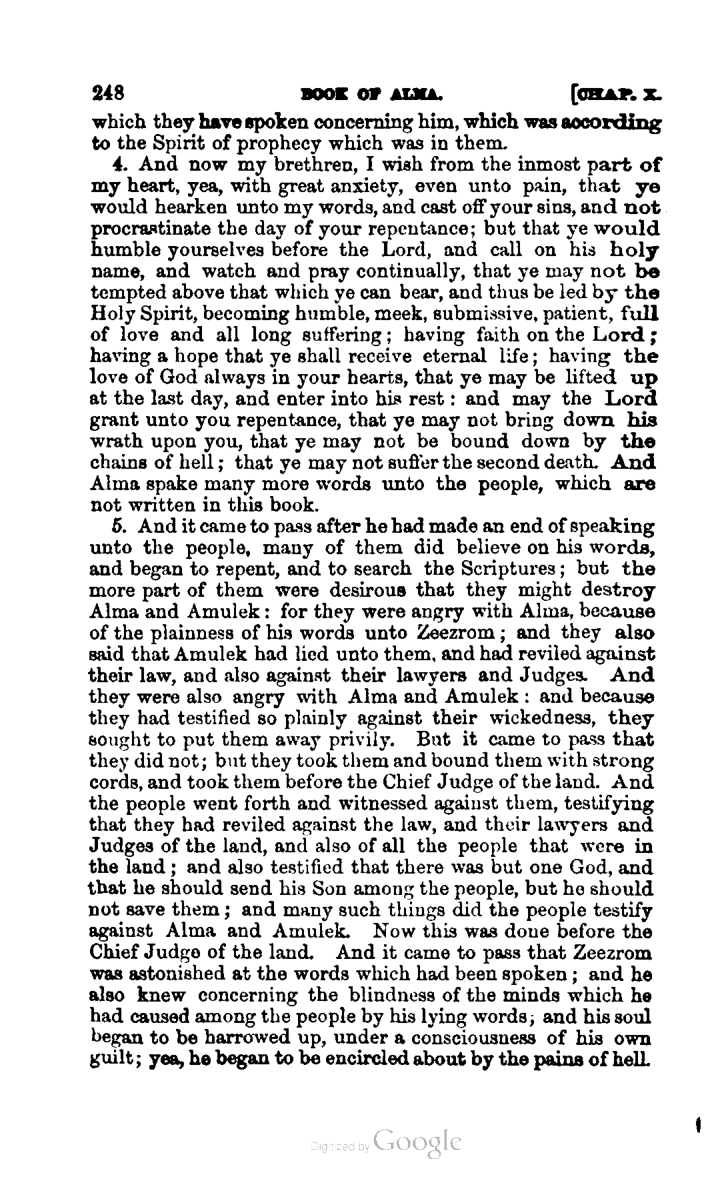 248 BOOK OF ALMA. [CHAP. X.
which they have spoken concerning him, which was according
to the Spirit of prophecy which was in them.
4. And now my brethren, I wish from the inmost part of
my heart, yea, with great anxiety, even unto pain, that ye
would hearken unto my words, and cast off your sins, and not
procrastinate the day of your repentance; but that ye would
humble yourselves before the Lord, and call on his holy
name, and watch and pray continually, that ye may not be
tempted above that which ye can bear, and thus be led by the
Holy Spirit, becoming humble, meek, submissive, patient, full
of love and all long suffering; having faith on the Lord;
having a hope that ye shall receive eternal life; having the
love of God always in your hearts, that ye may be lifted up
at the last day, and enter into his rest: and may the Lord
grant unto you repentance, that ye may not bring down his
wrath upon you, that ye may not be bound down by the
chains of hell; that ye may not suffer the second death. And
Alma spake many more words unto the people, which are
not written in this book.
5. And it came to pass after he had made an end of speaking
unto the people, many of them did believe on his words,
and began to repent, and to search the Scriptures; but the
more part of them were desirous that they might destroy
Alma and Amulek: for they were angry with Alma, because
of the plainness of his words unto Zeezrom; and they also
said that Amulek had lied unto them, and had reviled against
their law, and also against their lawyers and Judges. And
they were also angry with Alma and Amulek: and because
they had testified so plainly against their wickedness, they
sought to put them away privily. But it came to pass that
they did not; but they took them and bound them with strong
cords, and took them before the Chief Judge of the land. And
the people went forth and witnessed against them, testifying
that they had reviled against the law, and their lawyers and
Judges of the land, and also of all the people that were in
the land; and also testified that there was but one God, and
that he should send his Son among the people, but he should
not save them; and many such things did the people testify
against Alma and Amulek. Now this was done before the
Chief Judge of the land. And it came to pass that Zeezrom
was astonished at the words which had been spoken; and he
also knew concerning the blindness of the minds which he
had caused among the people by his lying words; and his soul
began to be harrowed up, under a consciousness of his own
guilt; yea, he began to be encircled about by the pains of hell.
Digitized by Google